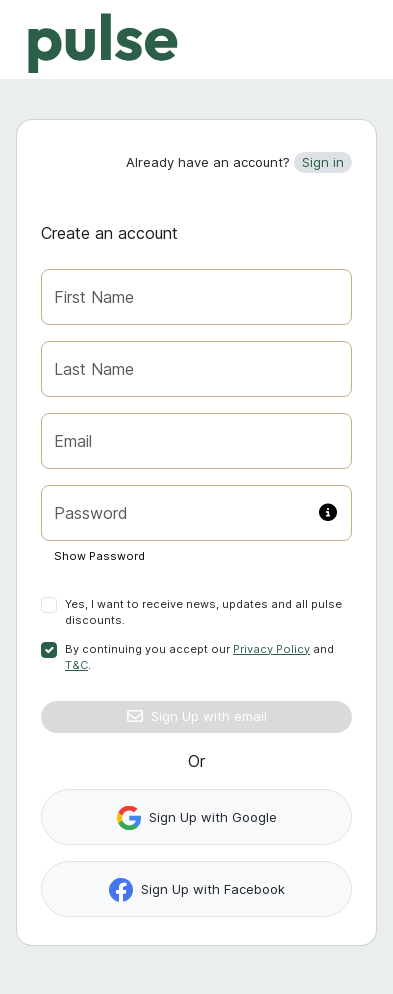 pulse
Already have an account? Sign in
Create an account
First Name
Last Name
Email
Password
Show Password
Yes, I want to receive news, updates and all pulse
discounts.
By continuing you accept our Privacy Policy and
T&C.
Sign Up with email
Or
Sign Up with Google
Sign Up with Facebook